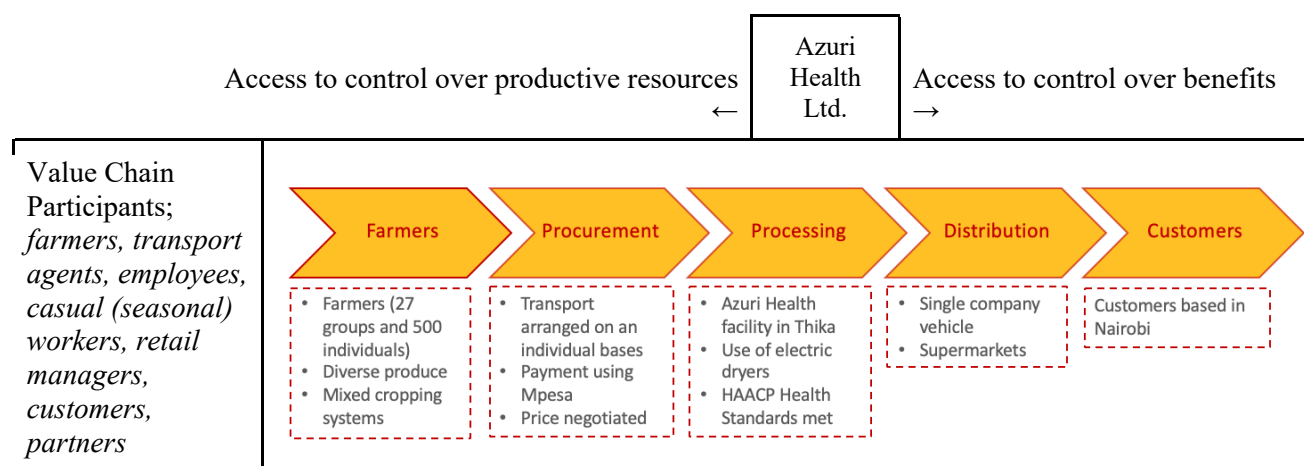 Azuri
Health
Ltd.
Access to control over productive resources
←
Access to control over benefits
→
Value Chain
Participants;
farmers, transport
agents, employees,
casual (seasonal)
workers, retail
managers,
customers,
partners
Farmers
• Farmers (27
groups and 500
individuals)
• Diverse produce
• Mixed cropping
systems
Procurement
• Transport
arranged on an
individual bases
• Payment using
Mpesa
• Price negotiated
Processing
• Azuri Health
facility in Thika
• Use of electric
dryers
• HAACP Health
Standards met
Distribution
• Single company
vehicle
• Supermarkets
Customers
Customers based in
Nairobi